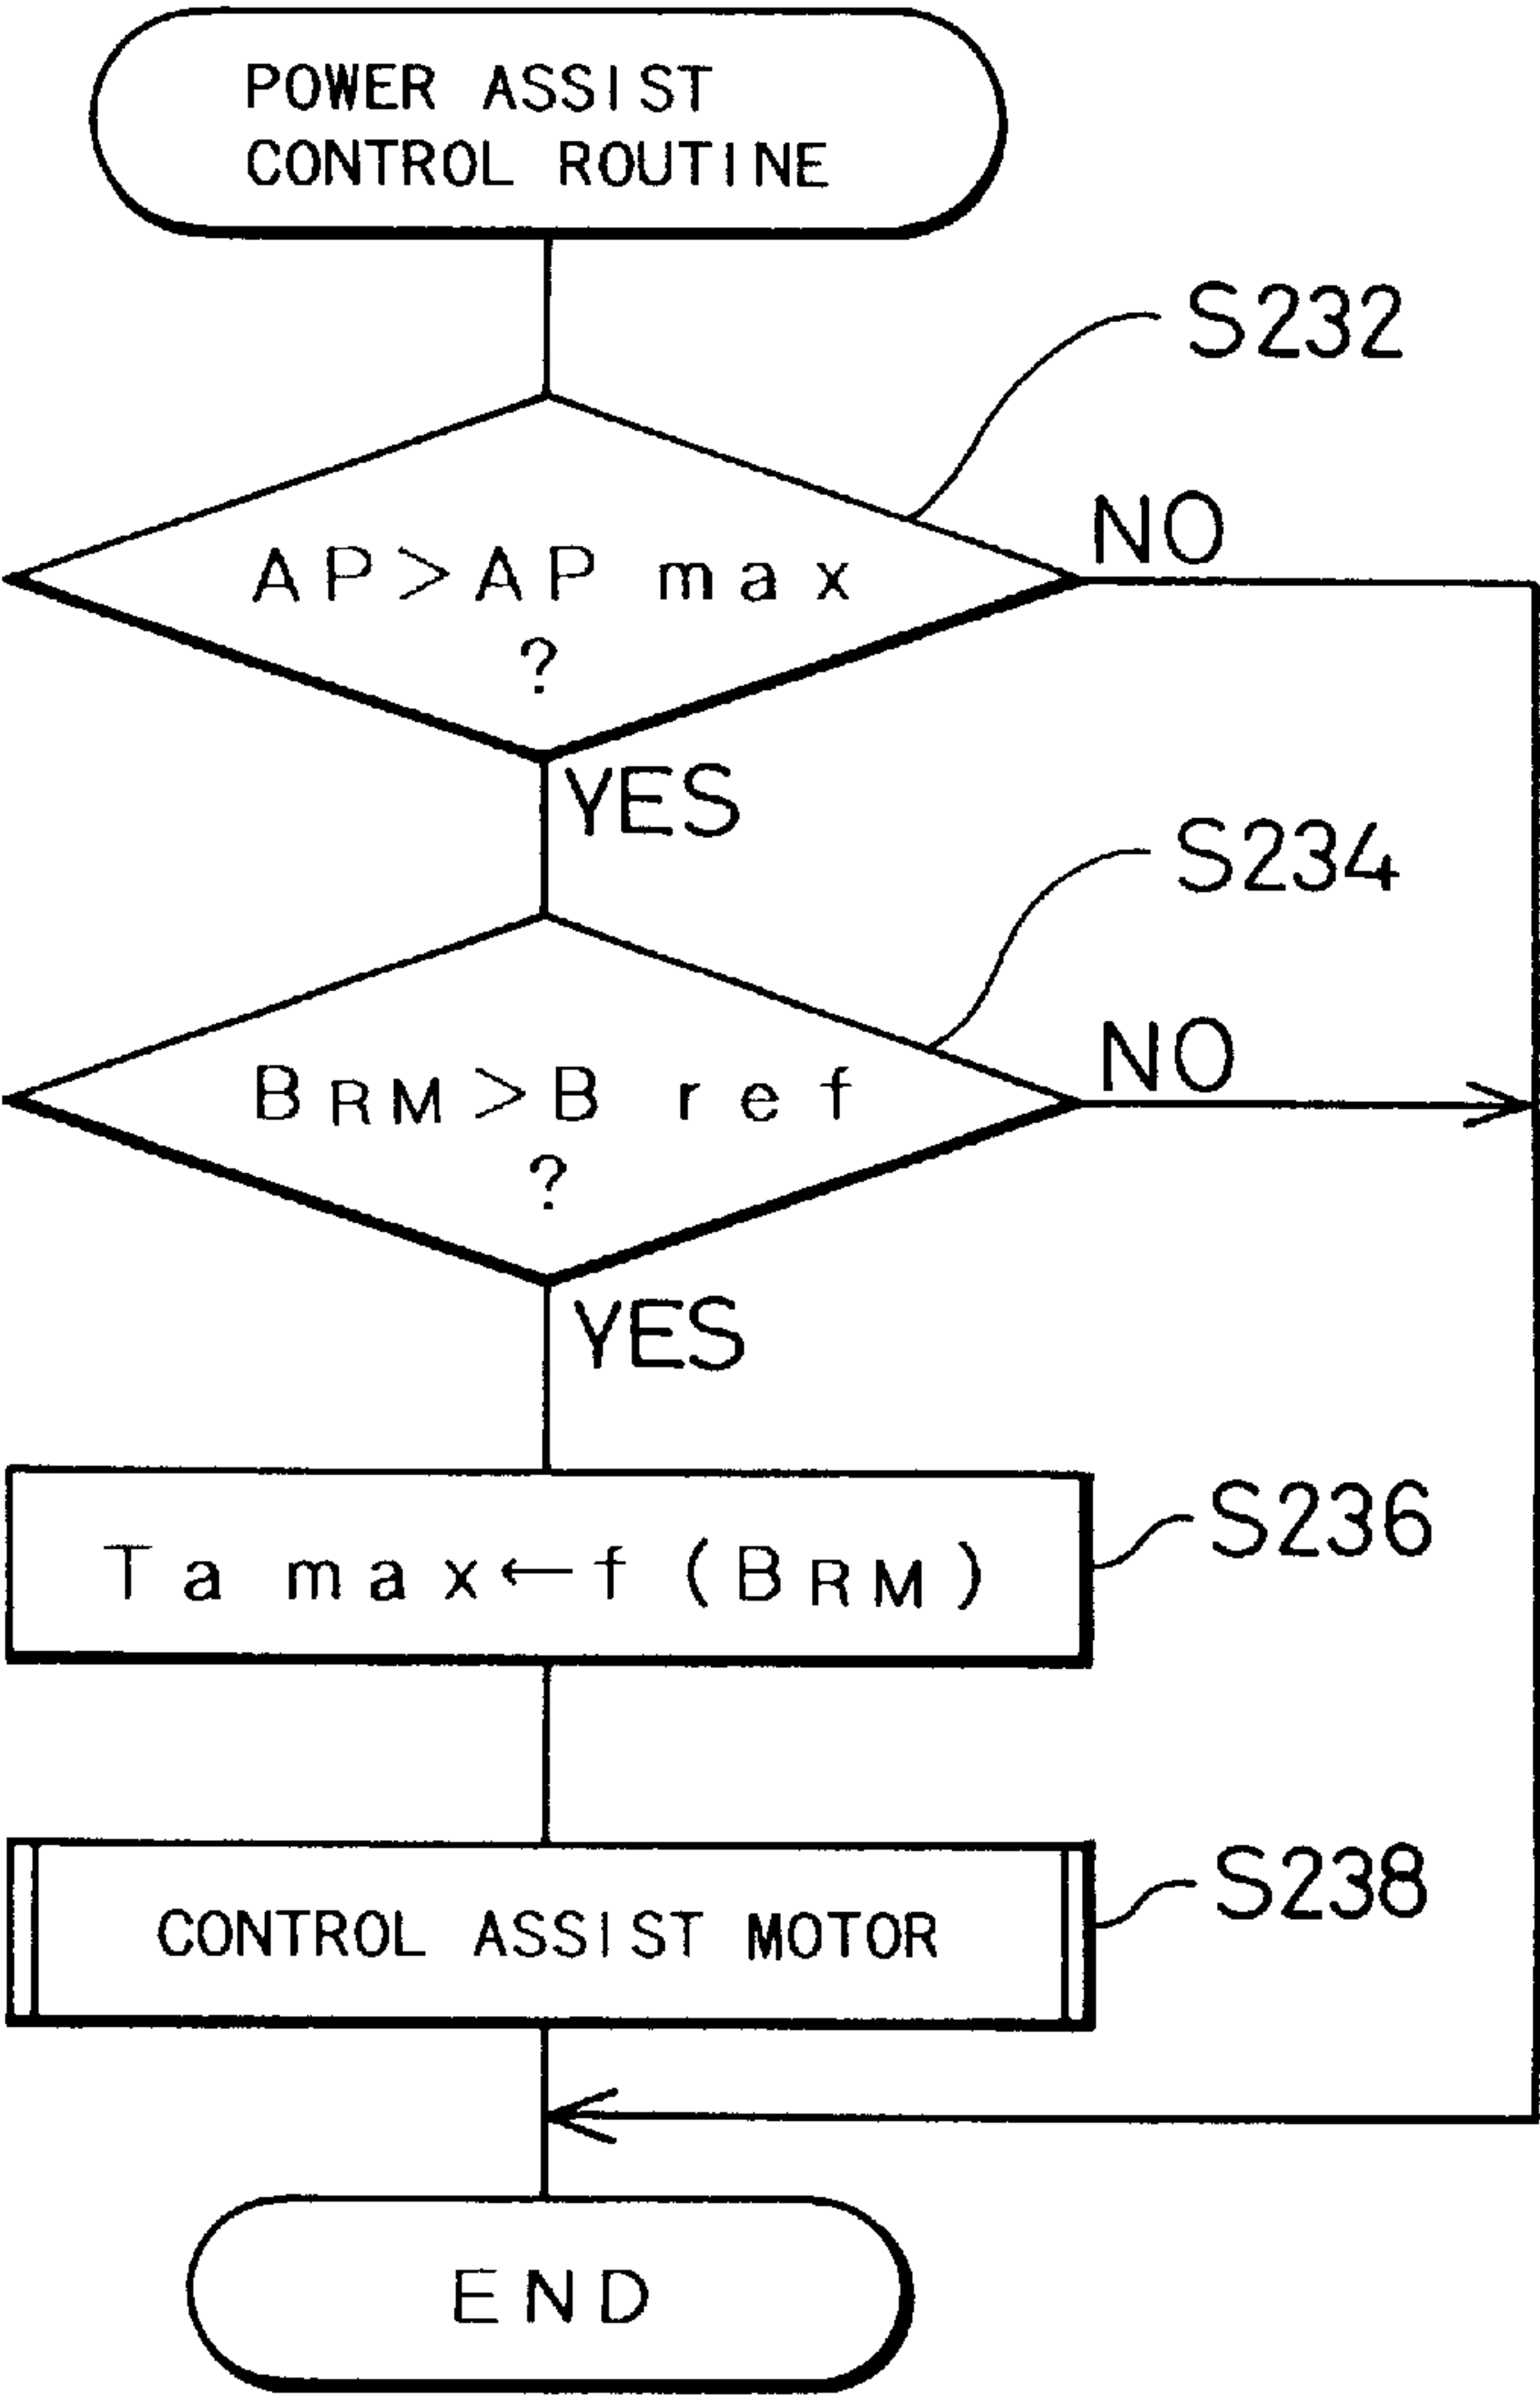 POWER ASSIST
CONTROL ROUTINE
S232
AP>AP max
?
NO
YES
S234
BRM>B ref
?
NO
YES
Ta max←f (BRM)
S236
CONTROL ASSIST MOTOR
S238
END